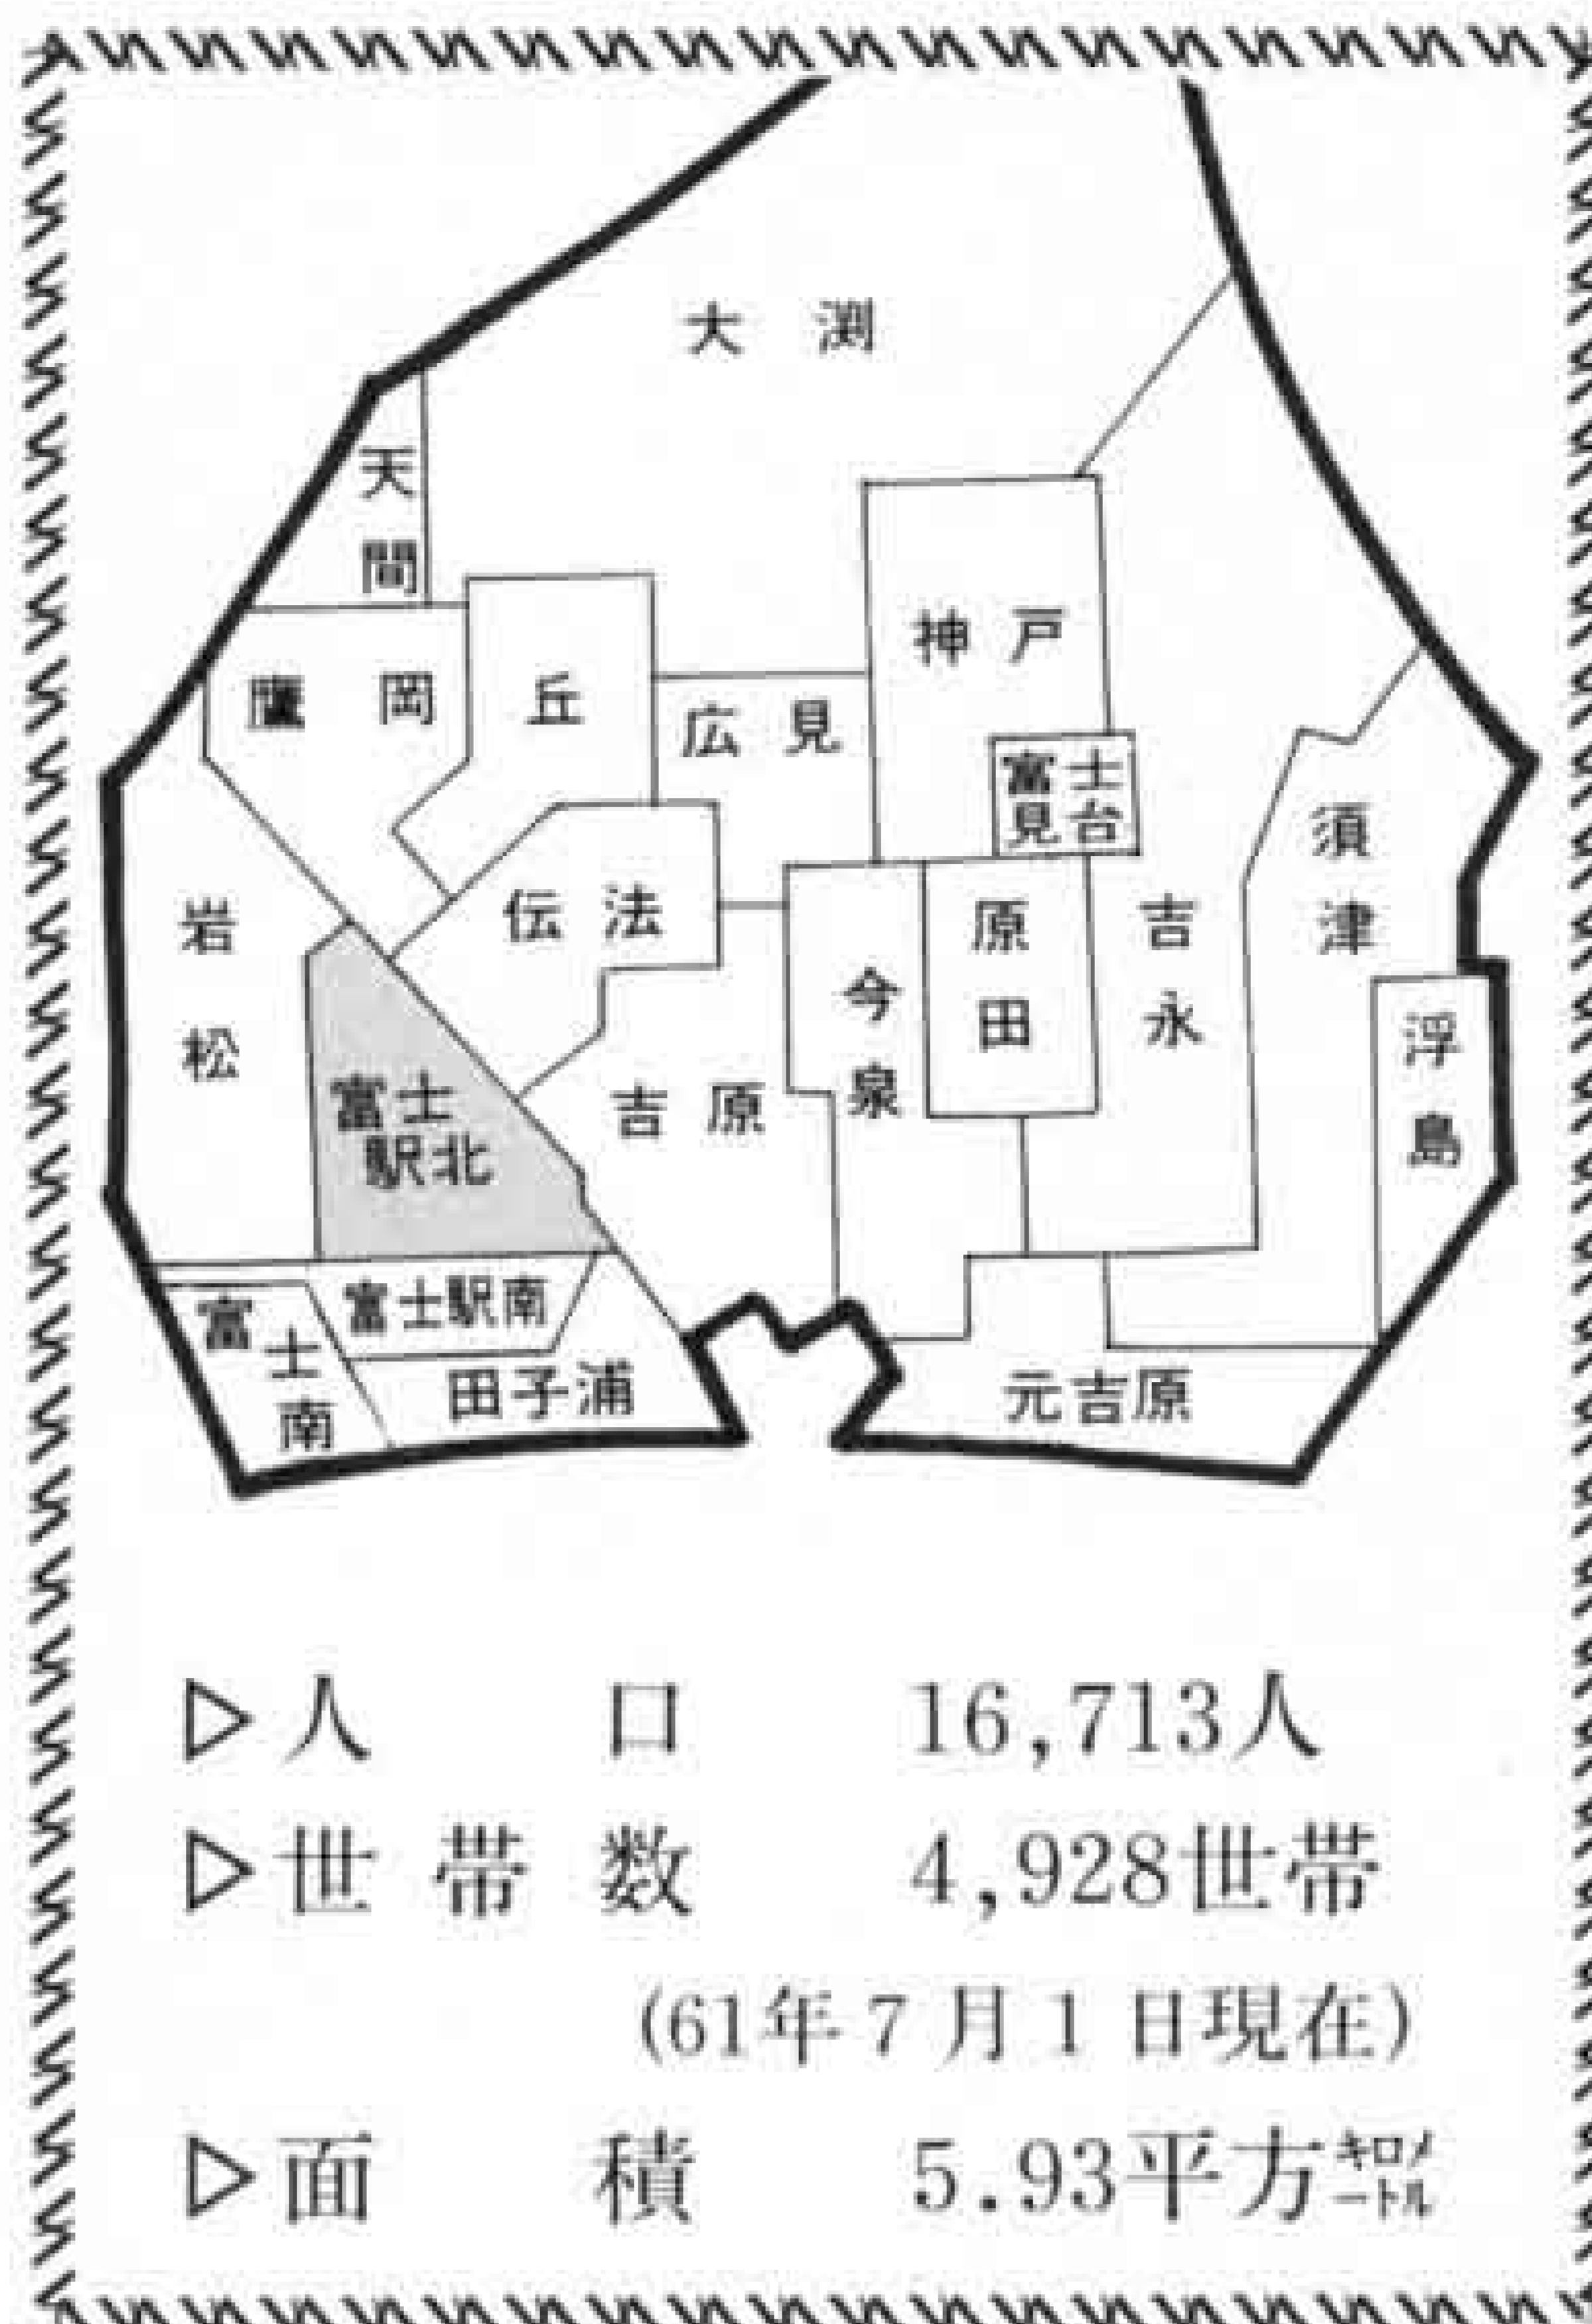 大渕
天間
神戸
鷹岡
丘
広見
富士見台
須津
岩松
伝法
今泉
原田
吉永
浮島
富士駅北
吉原
富士駅南
富士南
田子浦
元吉原
▷人口 16,713人
▷世帯数 4,928世帯
(61年7月1日現在)
▷面積 5.93平方キロメートル